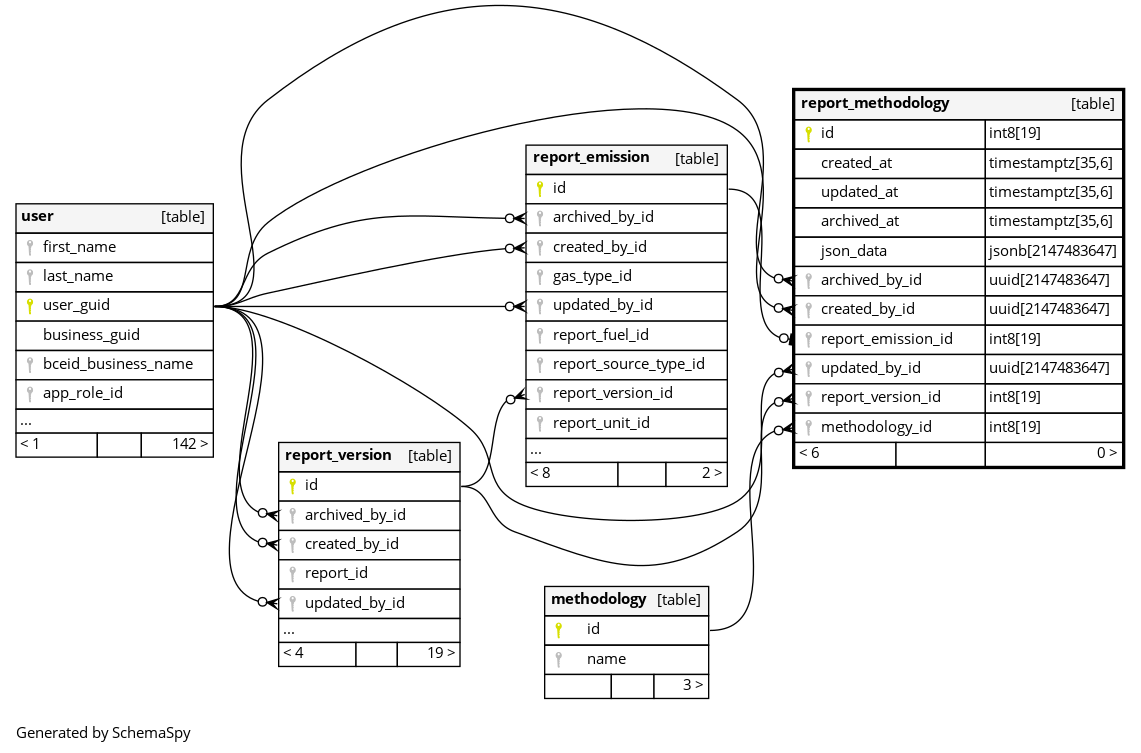 report_methodology [table]
id int8[19]
created_at timestamptz[35,6]
updated_at timestamptz[35,6]
archived_at timestamptz[35,6]
json_data jsonb[2147483647]
archived_by_id uuid[2147483647]
created_by_id uuid[2147483647]
report_emission_id int8[19]
updated_by_id uuid[2147483647]
report_version_id int8[19]
methodology_id int8[19]
< 6 0 >
report_emission [table]
id
archived_by_id
created_by_id
gas_type_id
updated_by_id
report_fuel_id
report_source_type_id
report_version_id
report_unit_id
...
< 8 2 >
user [table]
first_name
last_name
user_guid
business_guid
bceid_business_name
app_role_id
...
< 1 142 >
report_version [table]
id
archived_by_id
created_by_id
report_id
updated_by_id
...
< 4 19 >
methodology [table]
id
name
3 >
Generated by SchemaSpy